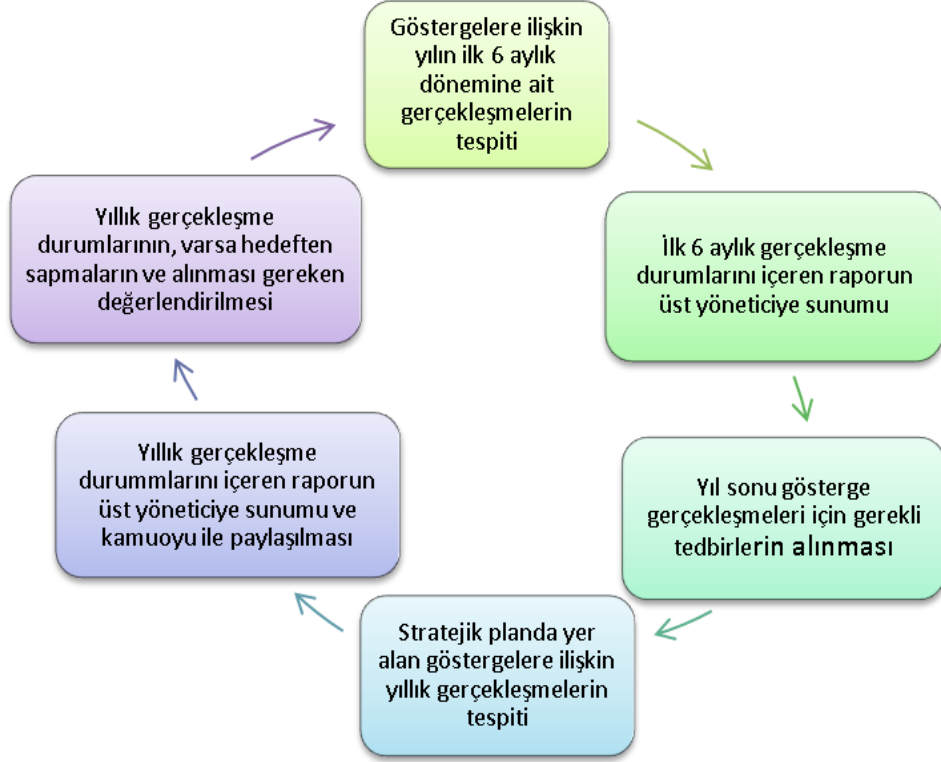 Göstergelere ilişkin
yılın ilk 6 aylık
dönemine ait
gerçekleşmelerin
tespiti
İlk 6 aylık gerçekleşme
durumlarını içeren raporun
üst yöneticiye sunumu
Yıl sonu gösterge
gerçekleşmeleri için gerekli
tedbirlerin alınması
Stratejik planda yer
alan göstergelere ilişkin
yıllık gerçekleşmelerin
tespiti
Yıllık gerçekleşme
durummlarını içeren raporun
üst yöneticiye sunumu ve
kamuoyu ile paylaşılması
Yıllık gerçekleşme
durumlarının, varsa hedeften
sapmaların ve alınması gereken
değerlendirilmesi